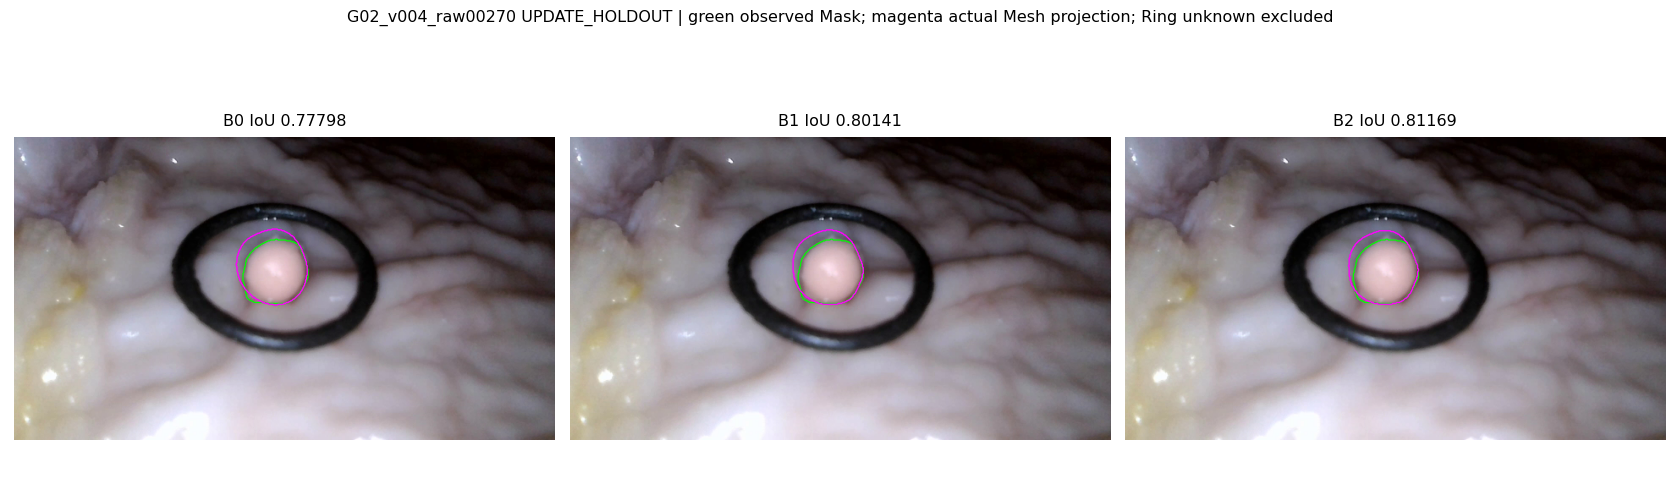 G02_v004_raw00270 UPDATE_HOLDOUT | green observed Mask; magenta actual Mesh projection; Ring unknown excluded
B0 IoU 0.77798
B1 IoU 0.80141
B2 IoU 0.81169